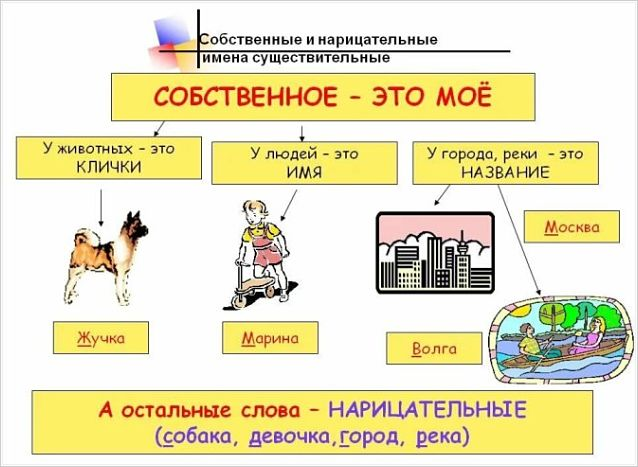 Собственные и нарицательные
имена существительные
СОБСТВЕННОЕ – ЭТО МОЁ
У животных – это
КЛИЧКИ
У людей – это
ИМЯ
У города, реки – это
НАЗВАНИЕ
Москва
Жучка
Марина
Волга
А остальные слова – НАРИЦАТЕЛЬНЫЕ
(собака, девочка,город, река)